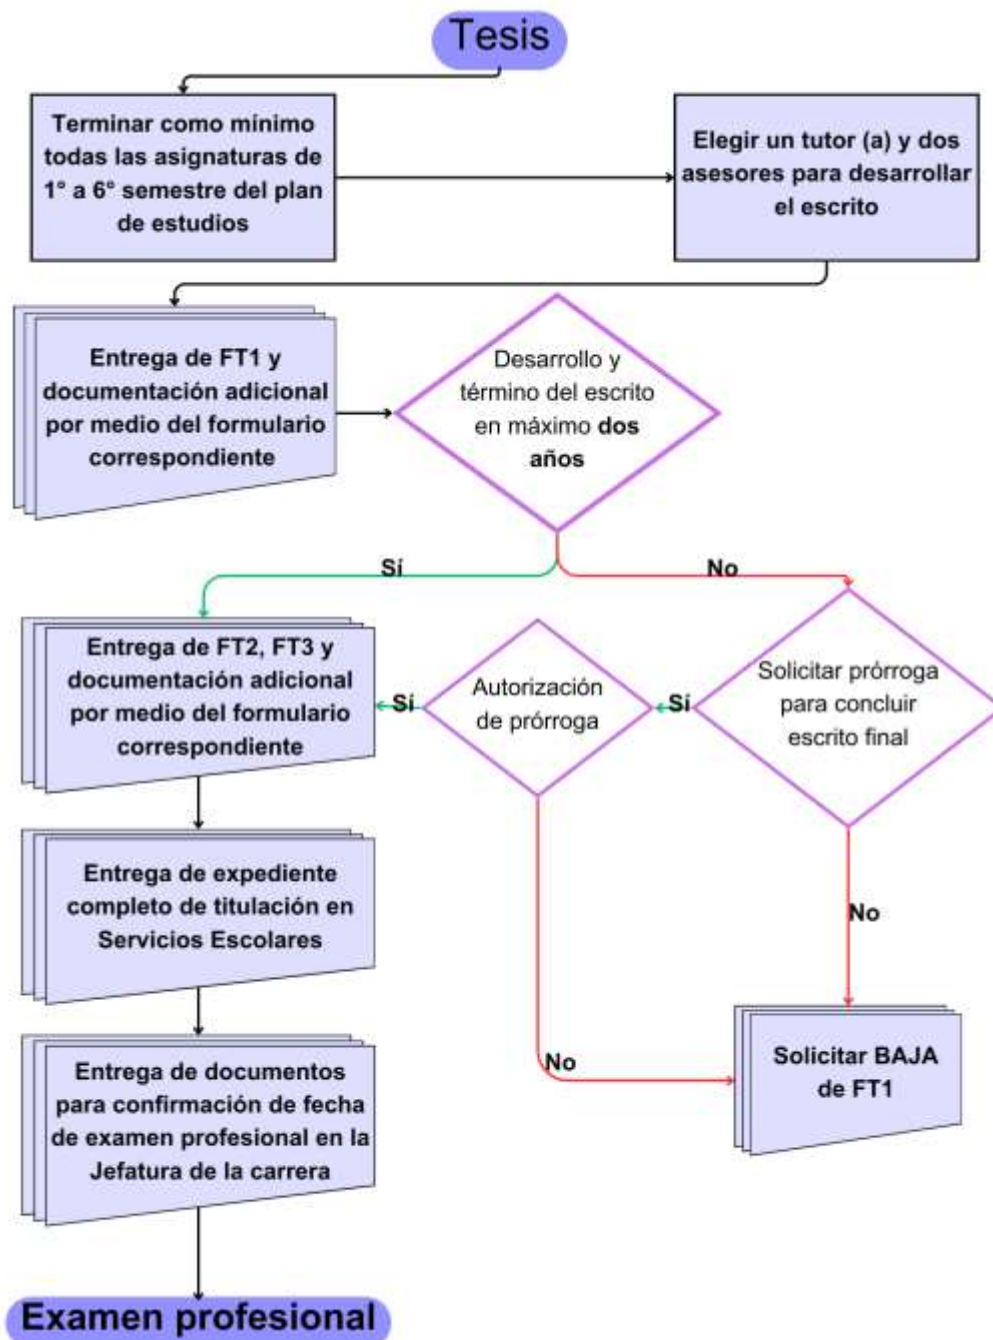 Tesis
Terminar como mínimo
todas las asignaturas de
1° a 6° semestre del plan
de estudios
Elegir un tutor (a) y dos
asesores para desarrollar
el escrito
Entrega de FT1 y
documentación adicional
por medio del formulario
correspondiente
Desarrollo y
término del escrito
en máximo dos
años
Sí
No
Entrega de FT2, FT3 y
documentación adicional
por medio del formulario
correspondiente
Sí
Autorización
de prórroga
Sí
Solicitar prórroga
para concluir
escrito final
Entrega de expediente
completo de titulación en
Servicios Escolares
No
Entrega de documentos
para confirmación de fecha
de examen profesional en la
Jefatura de la carrera
No
Solicitar BAJA
de FT1
Examen profesional